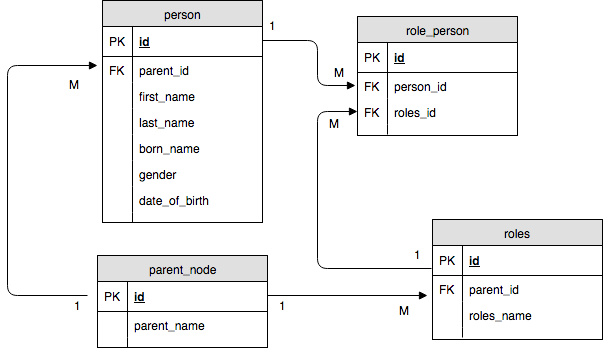 person
PK id
FK parent_id
first_name
last_name
born_name
gender
date_of_birth
1
M
role_person
PK id
FK person_id
FK roles_id
M
M
1
parent_node
PK id
parent_name
1
1
M
roles
PK id
FK parent_id
roles_name